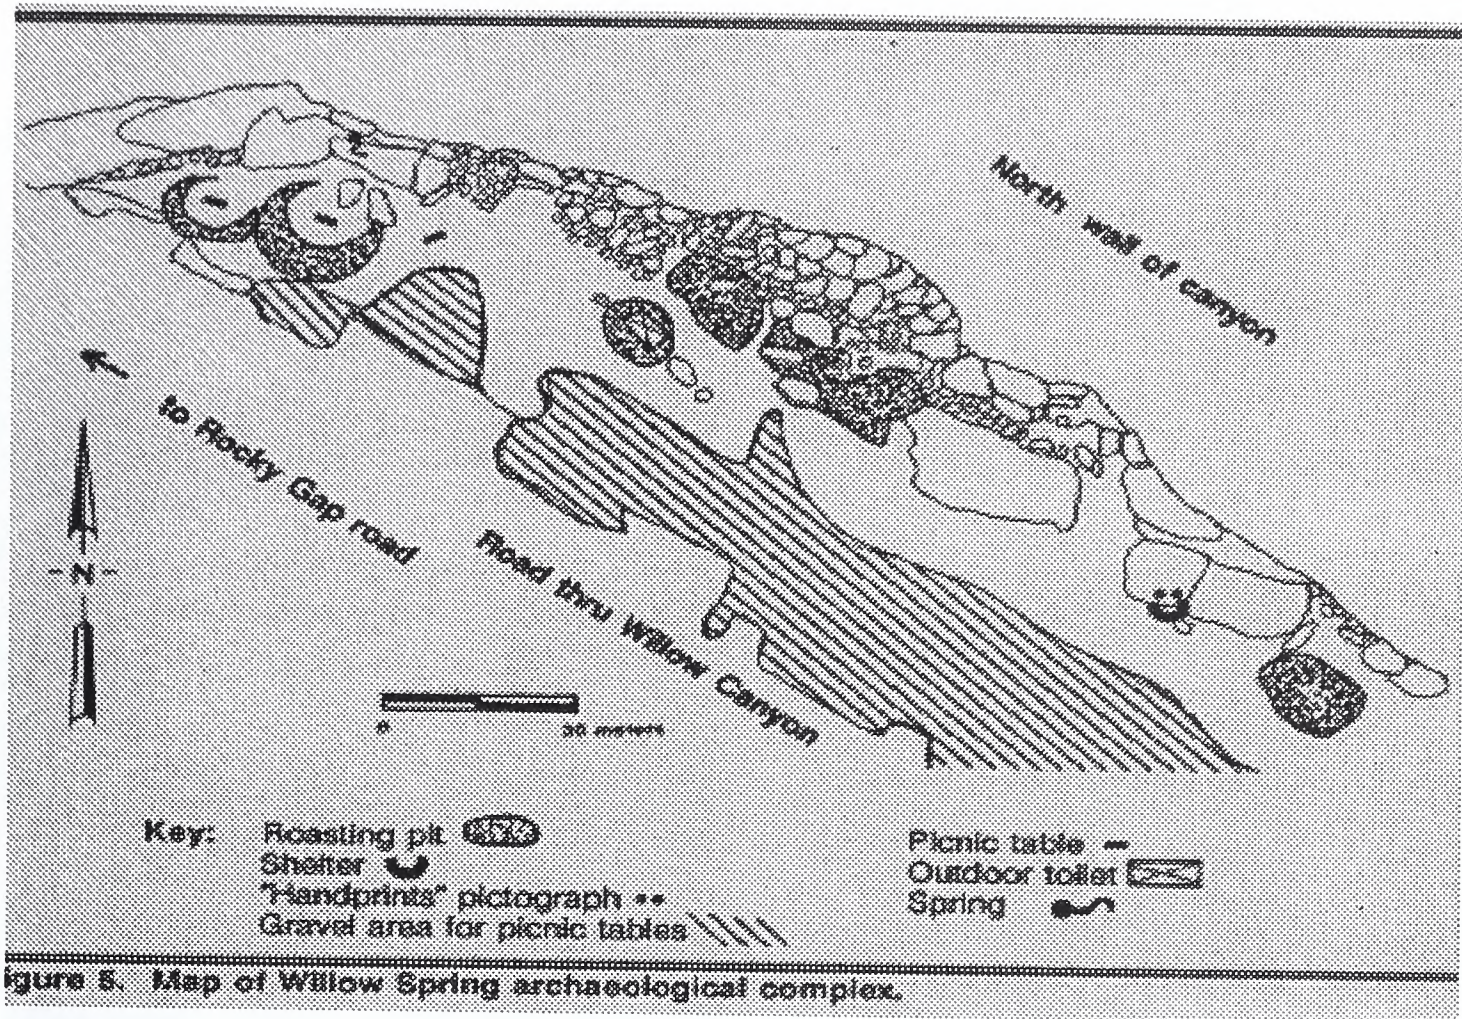 North wall of canyon
to Rocky Gap road
Road thru Willow Canyon
-N-
0 30 meters
Key: Roasting pit
Shelter
"Handprints" pictograph
Gravel area for picnic tables
Picnic table
Outdoor toilet
Spring
igure 5. Map of Willow Spring archaeological complex.